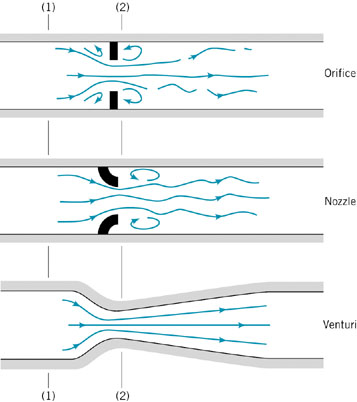 (1) (2)
Orifice
Nozzle
Venturi
(1) (2)